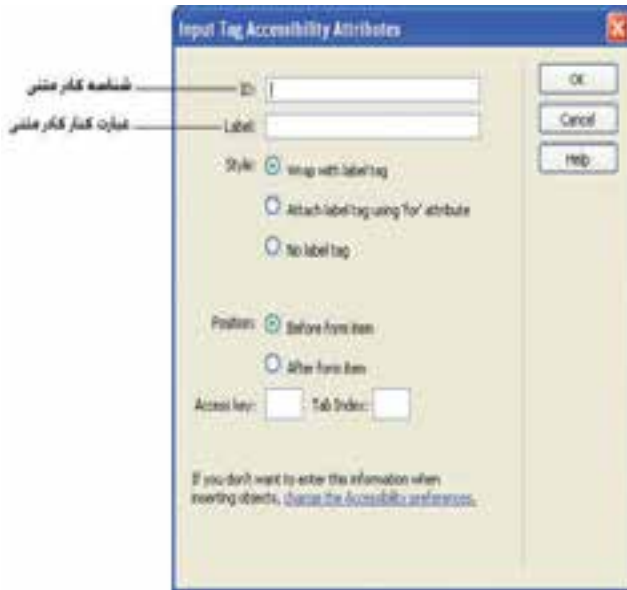 Input Tag Accessibility Attributes
شناسه کادر متنی
ID:
OK
عبارت کنار کادر متنی
Label:
Cancel
Style:
Wrap with label tag
Help
Attach label tag using 'for' attribute
No label tag
Position:
Before form item
After form item
Access key:
Tab Index:
If you don't want to enter this information when
inserting objects, change the Accessibility preferences.